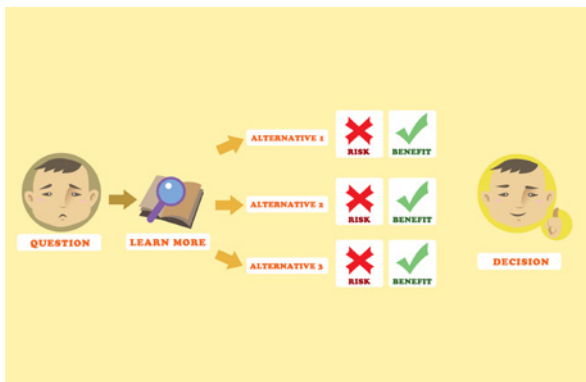 QUESTION
LEARN MORE
ALTERNATIVE 1
RISK
BENEFIT
ALTERNATIVE 2
RISK
BENEFIT
ALTERNATIVE 3
RISK
BENEFIT
DECISION